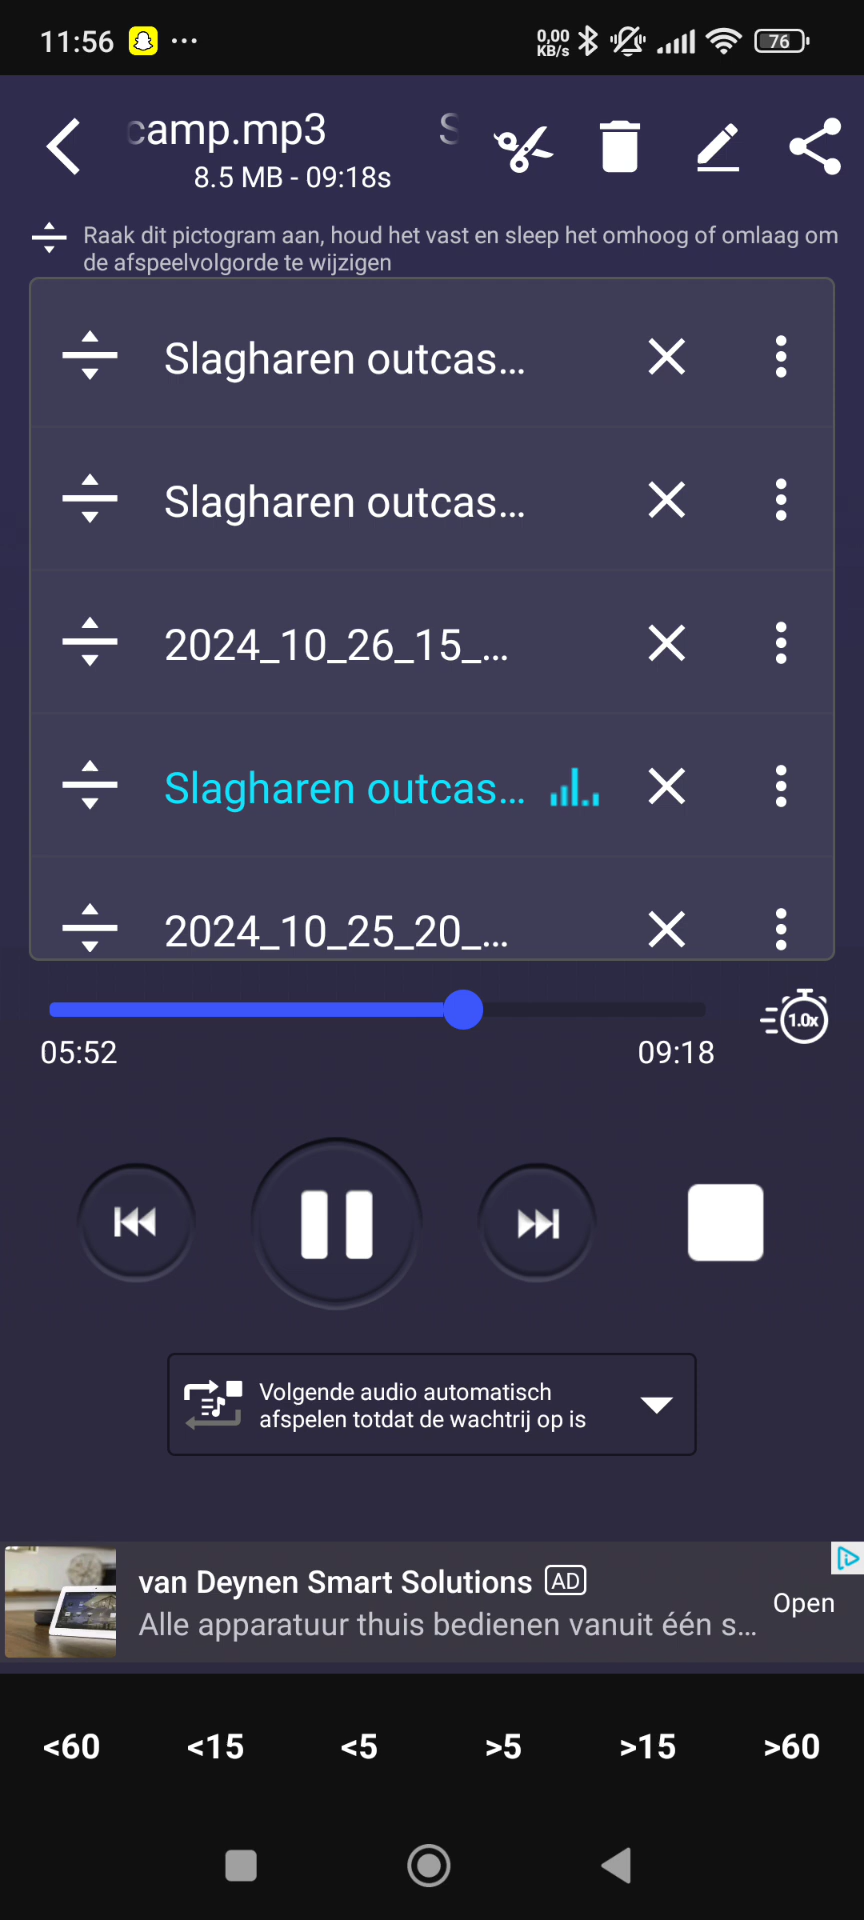 11:56
0,00
KB/s
76
camp.mp3
8.5 MB - 09:18s
Raak dit pictogram aan, houd het vast en sleep het omhoog of omlaag om
de afspeelvolgorde te wijzigen
Slagharen outcas...
Slagharen outcas...
2024_10_26_15_...
Slagharen outcas...
2024_10_25_20_...
1.0x
05:52
09:18
Volgende audio automatisch
afspelen totdat de wachtrij op is
van Deynen Smart Solutions AD
Alle apparatuur thuis bedienen vanuit één s...
Open
<60 <15 <5 >5 >15 >60